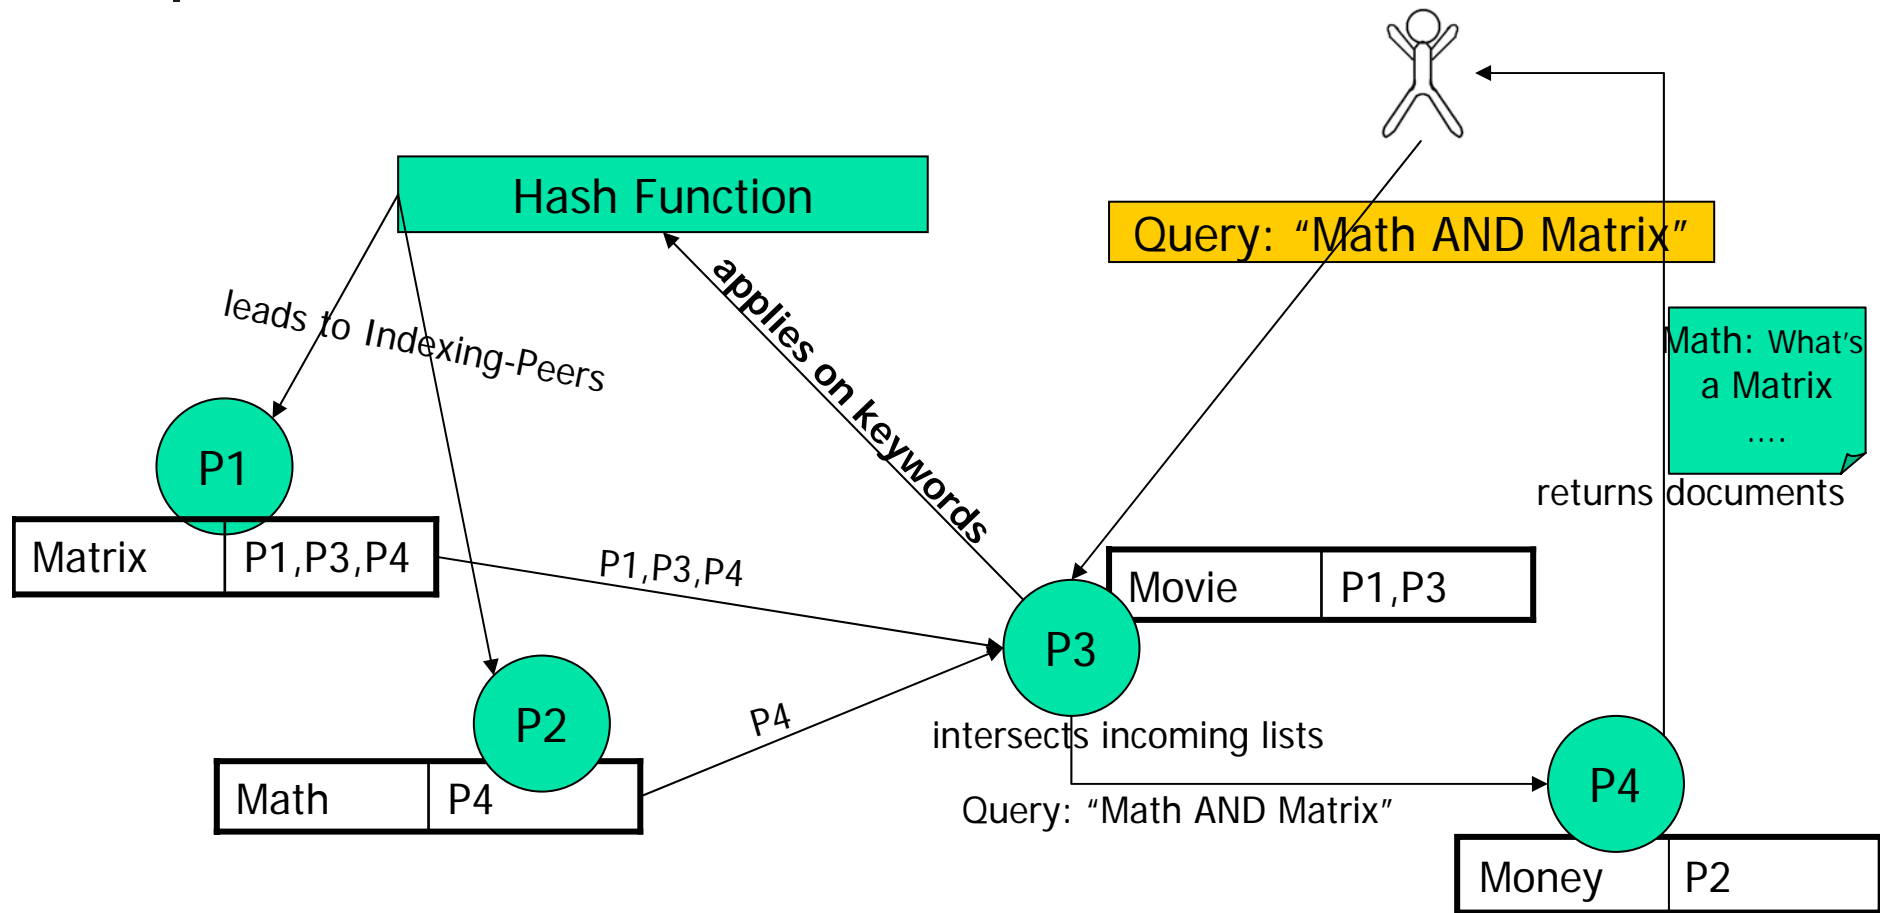 Hash Function
Query: “Math AND Matrix”
applies on keywords
leads to Indexing-Peers
Math: What's
a Matrix
....
returns documents
P1
Matrix P1,P3,P4
P1,P3,P4
Movie P1,P3
P3
P2
P4
intersects incoming lists
Math P4
Query: “Math AND Matrix”
P4
Money P2